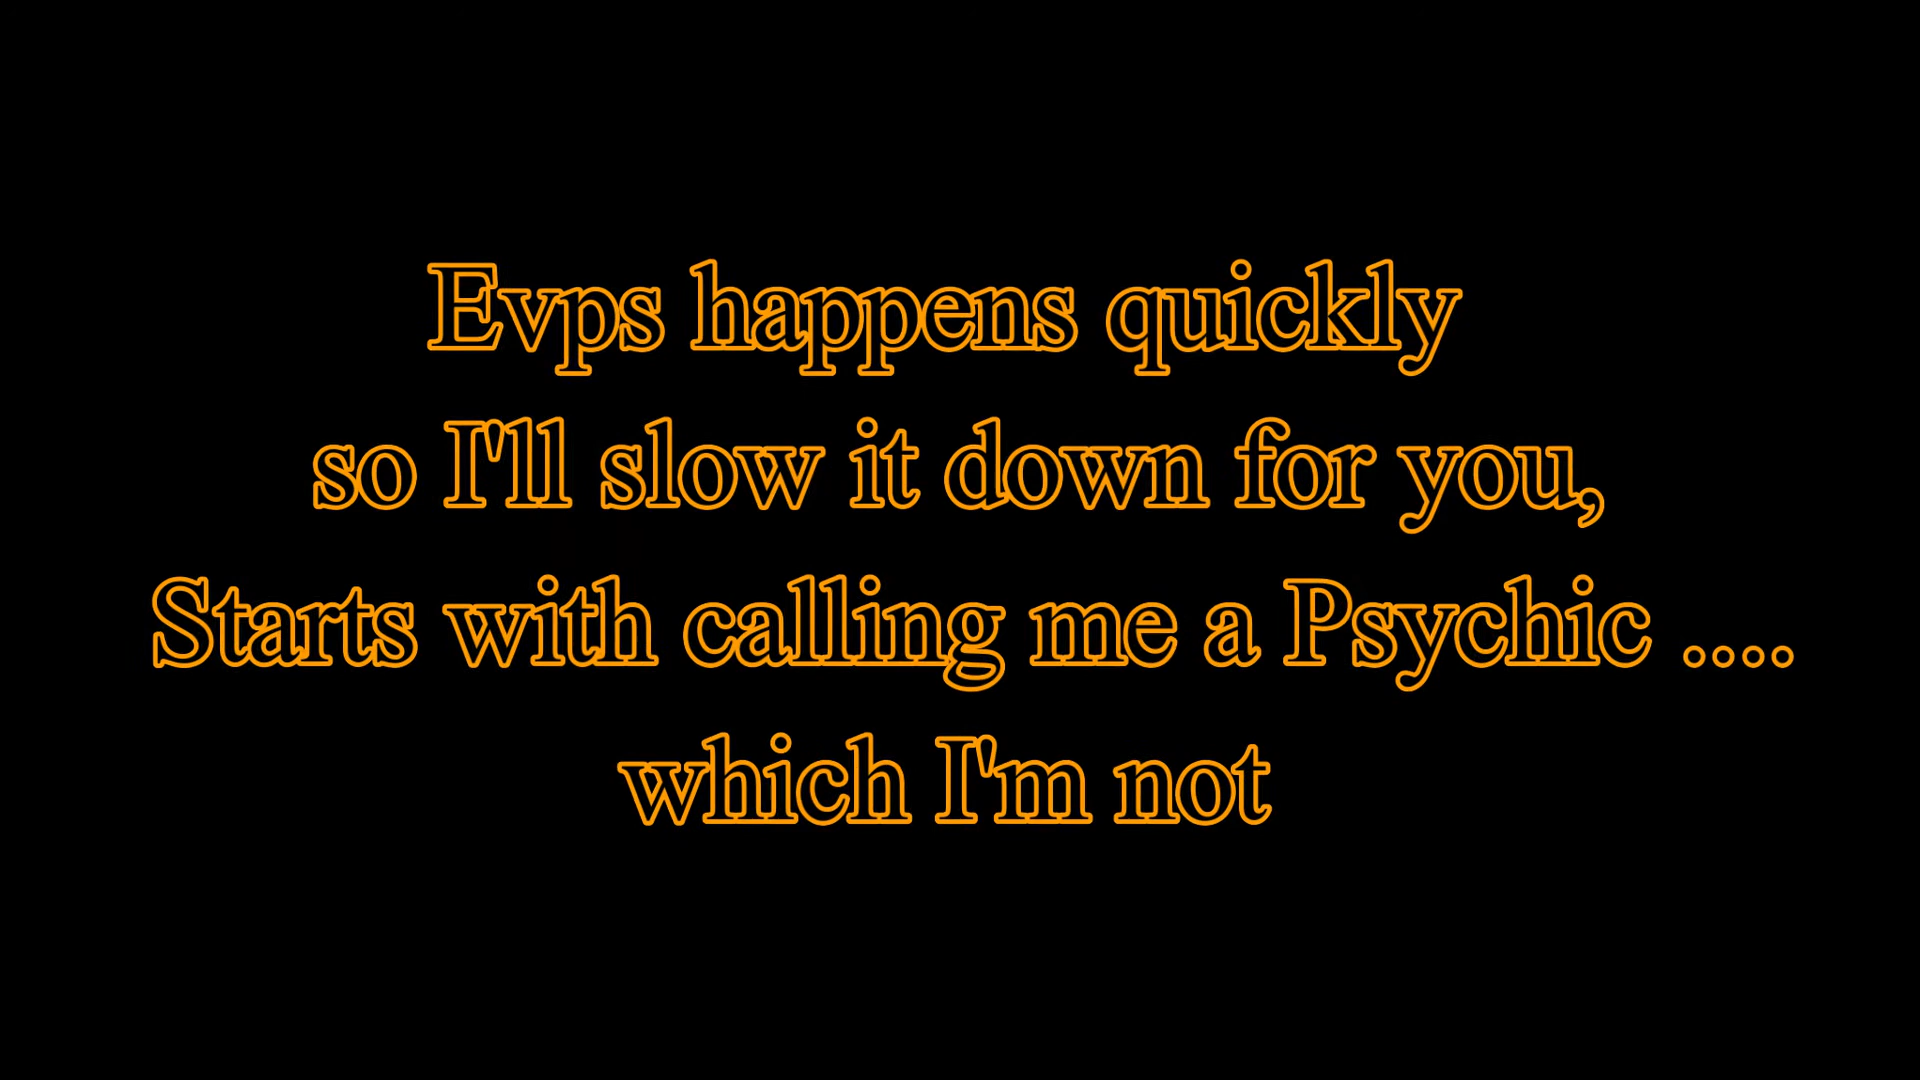 Evps happens quickly
so I'll slow it down for you,
Starts with calling me a Psychic ....
which I'm not